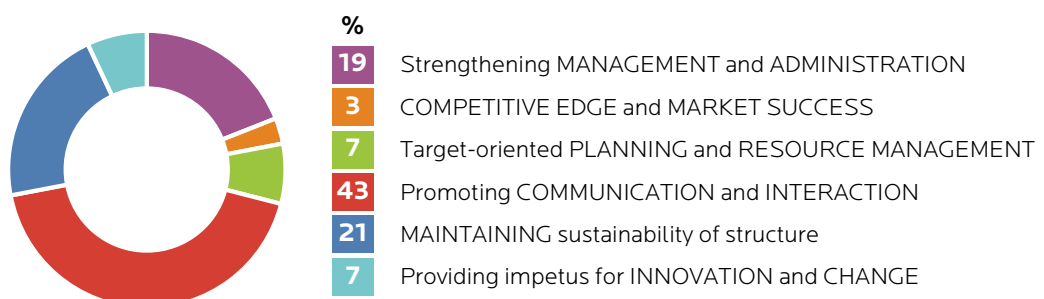 %
19 Strengthening MANAGEMENT and ADMINISTRATION
3 COMPETITIVE EDGE and MARKET SUCCESS
7 Target-oriented PLANNING and RESOURCE MANAGEMENT
43 Promoting COMMUNICATION and INTERACTION
21 MAINTAINING sustainability of structure
7 Providing impetus for INNOVATION and CHANGE